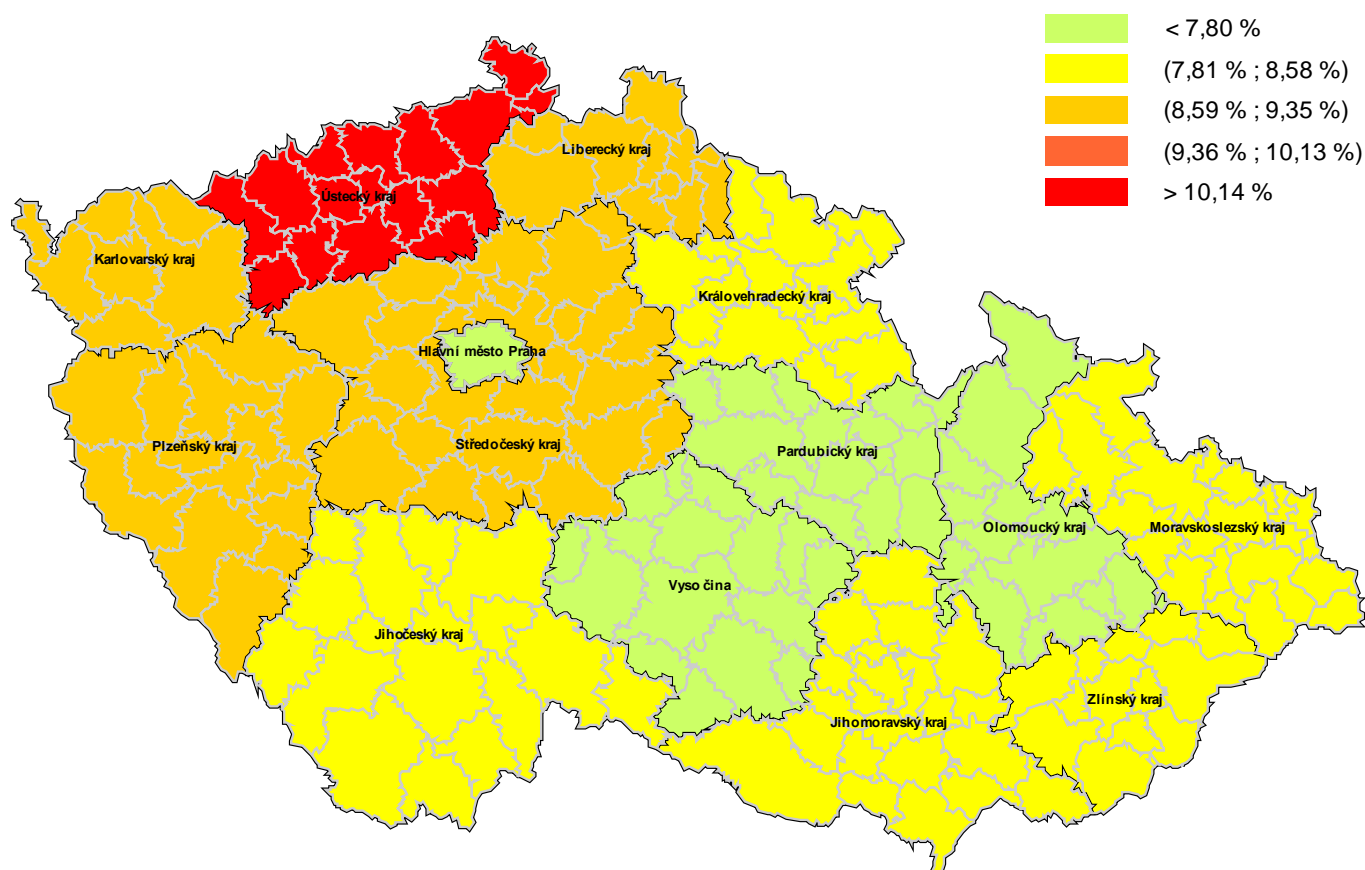 < 7,80 %
(7,81 % ; 8,58 %)
(8,59 % ; 9,35 %)
(9,36 % ; 10,13 %)
> 10,14 %
Liberecký kraj
Ústecký kraj
Karlovarský kraj
Královehradecký kraj
Hlavní město Praha
Plzeňský kraj
Středočeský kraj
Pardubický kraj
Olomoucký kraj
Moravskoslezský kraj
Vyso čina
Jihočeský kraj
Zlínský kraj
Jihomoravský kraj